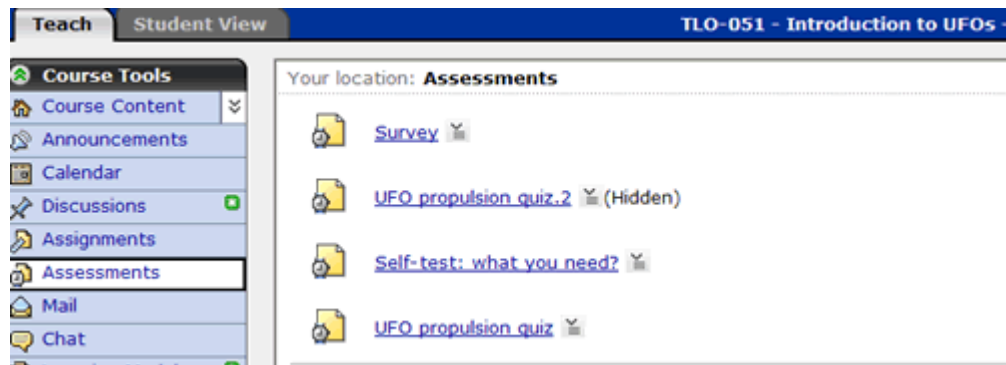 Teach Student View TLO-051 - Introduction to UFOs -
Course Tools
Course Content
Announcements
Calendar
Discussions
Assignments
Assessments
Mail
Chat
Your location: Assessments
Survey
UFO propulsion quiz.2 (Hidden)
Self-test: what you need?
UFO propulsion quiz